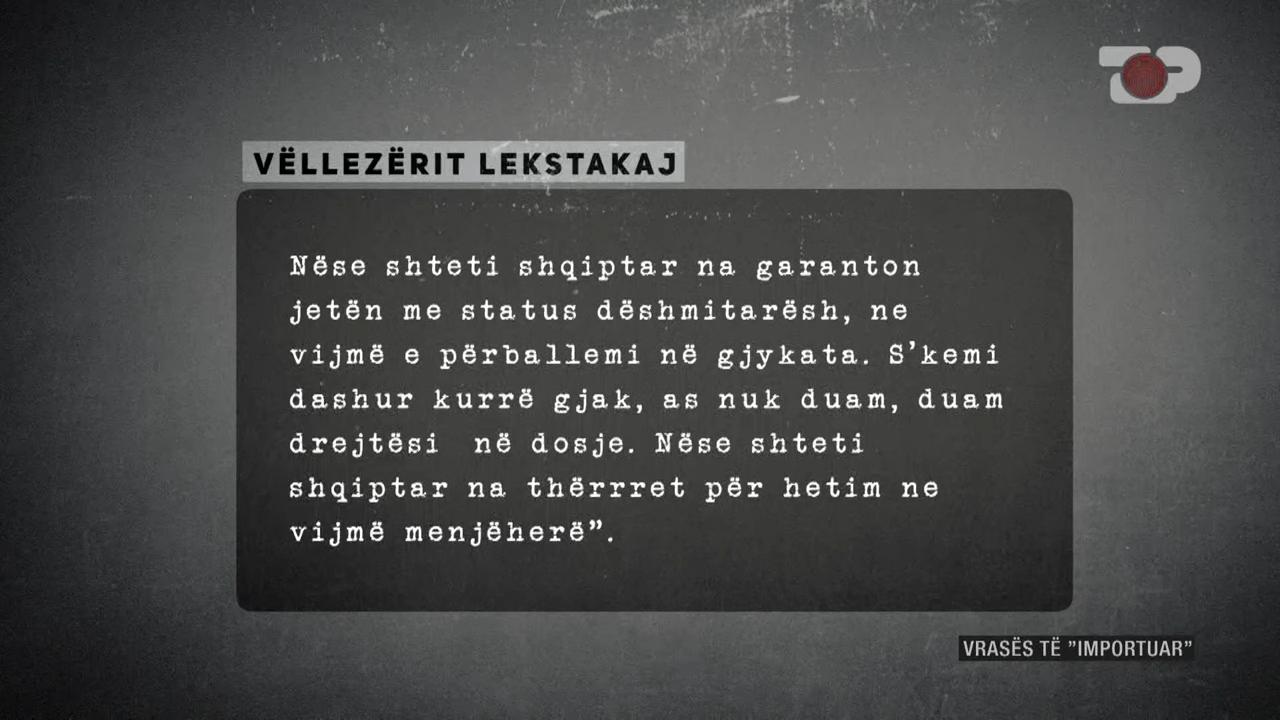 TOP
VËLLEZËRIT LEKSTAKAJ
Nëse shteti shqiptar na garanton
jetën me status dëshmitarësh, ne
vijmë e përballemi në gjykata. S’kemi
dashur kurrë gjak, as nuk duam, duam
drejtësi  në dosje. Nëse shteti
shqiptar na thërrret për hetim ne
vijmë menjëherë”.
VRASËS TË ”IMPORTUAR”